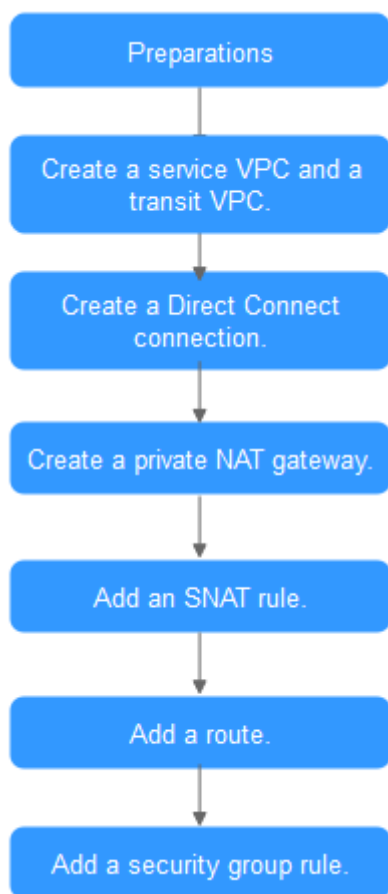 Preparations
Create a service VPC and a
transit VPC.
Create a Direct Connect
connection.
Create a private NAT gateway.
Add an SNAT rule.
Add a route.
Add a security group rule.